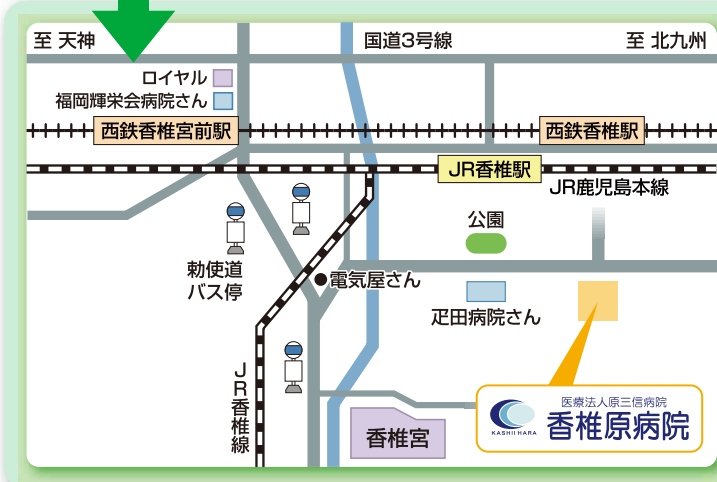 至 天神
国道3号線
至 北九州
ロイヤル
福岡輝栄会病院さん
西鉄香椎宮前駅
西鉄香椎駅
JR香椎駅
JR鹿児島本線
公園
勅使道
バス停
電気屋さん
疋田病院さん
JR香椎線
香椎宮
医療法人原三信病院
香椎原病院
KASHII HARA